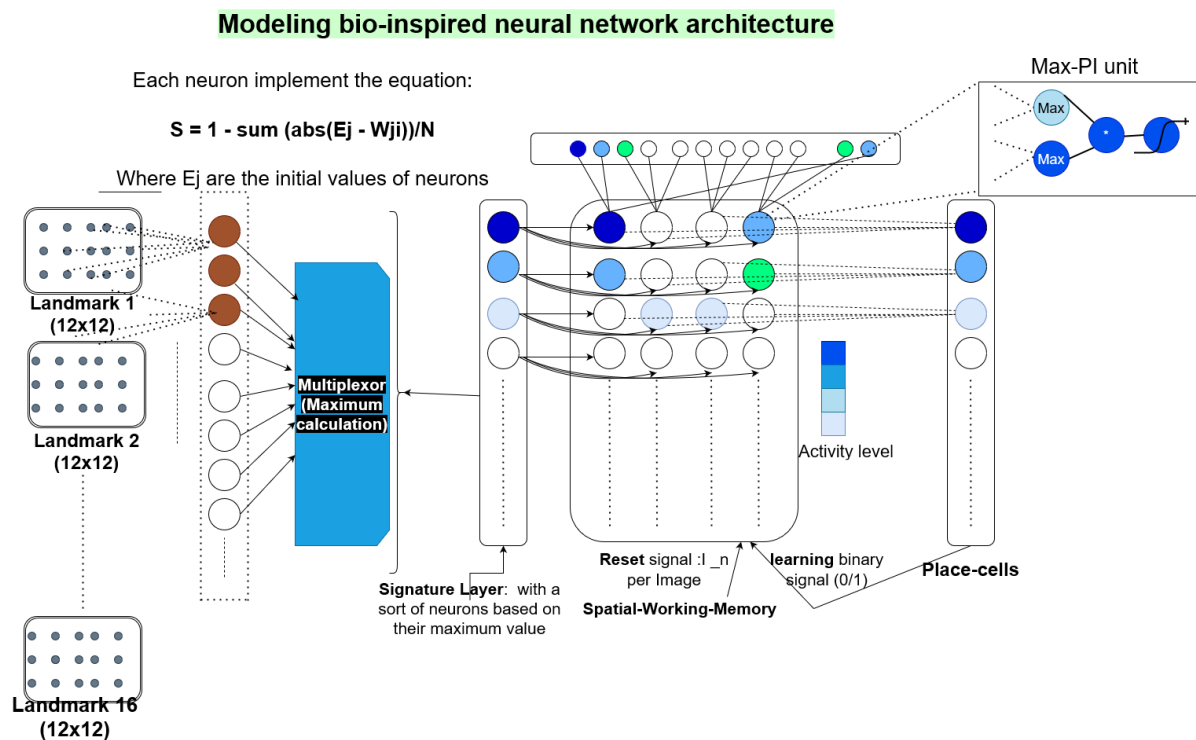 Modeling bio-inspired neural network architecture
Each neuron implement the equation:
S = 1 - sum (abs(Ej - Wji))/N
Where Ej are the initial values of neurons
Max-PI unit
Max
*
Max
Landmark 1
(12x12)
Landmark 2
(12x12)
Landmark 16
(12x12)
Multiplexor
(Maximum
calculation)
Signature Layer:  with a
sort of neurons based on
their maximum value
Reset signal :I _n
per Image
Spatial-Working-Memory
learning binary
signal (0/1)
Activity level
Place-cells